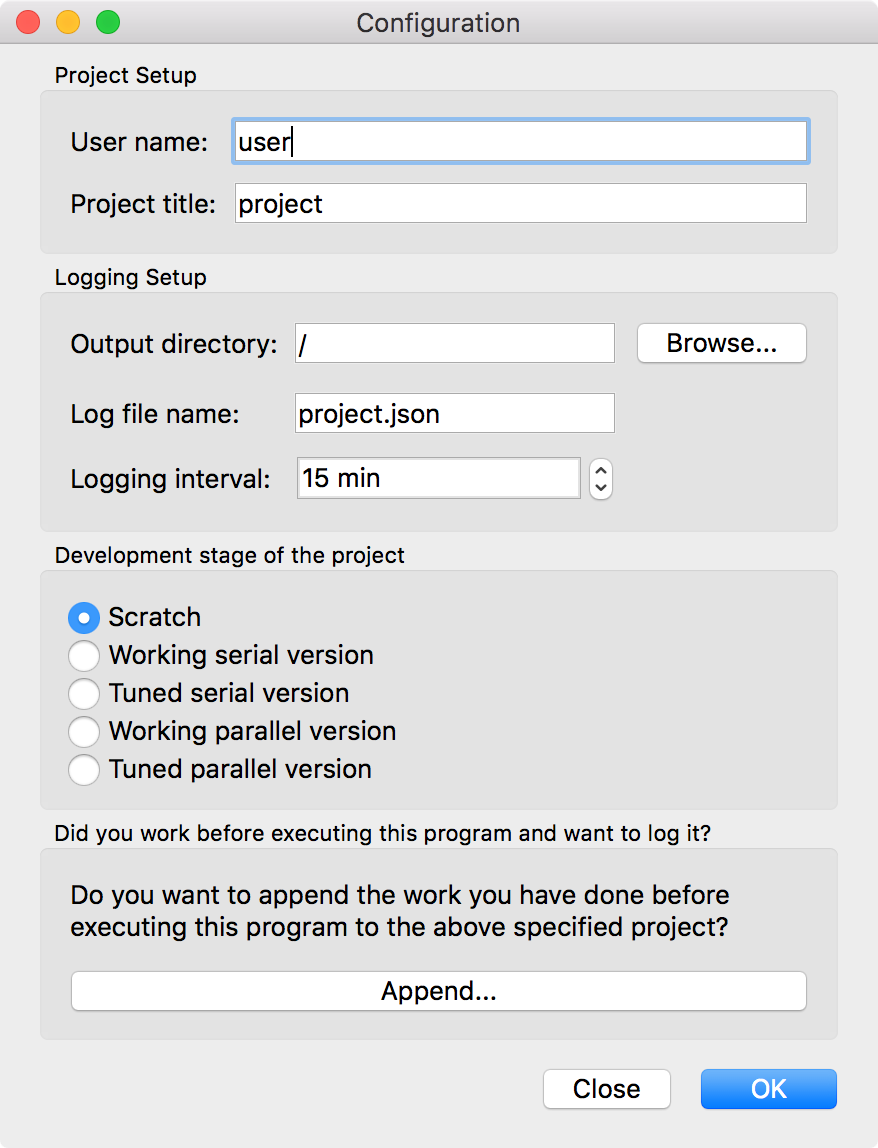 Configuration
Project Setup
User name: user
Project title: project
Logging Setup
Output directory: / Browse...
Log file name: project.json
Logging interval: 15 min
Development stage of the project
Scratch
Working serial version
Tuned serial version
Working parallel version
Tuned parallel version
Did you work before executing this program and want to log it?
Do you want to append the work you have done before
executing this program to the above specified project?
Append...
Close OK